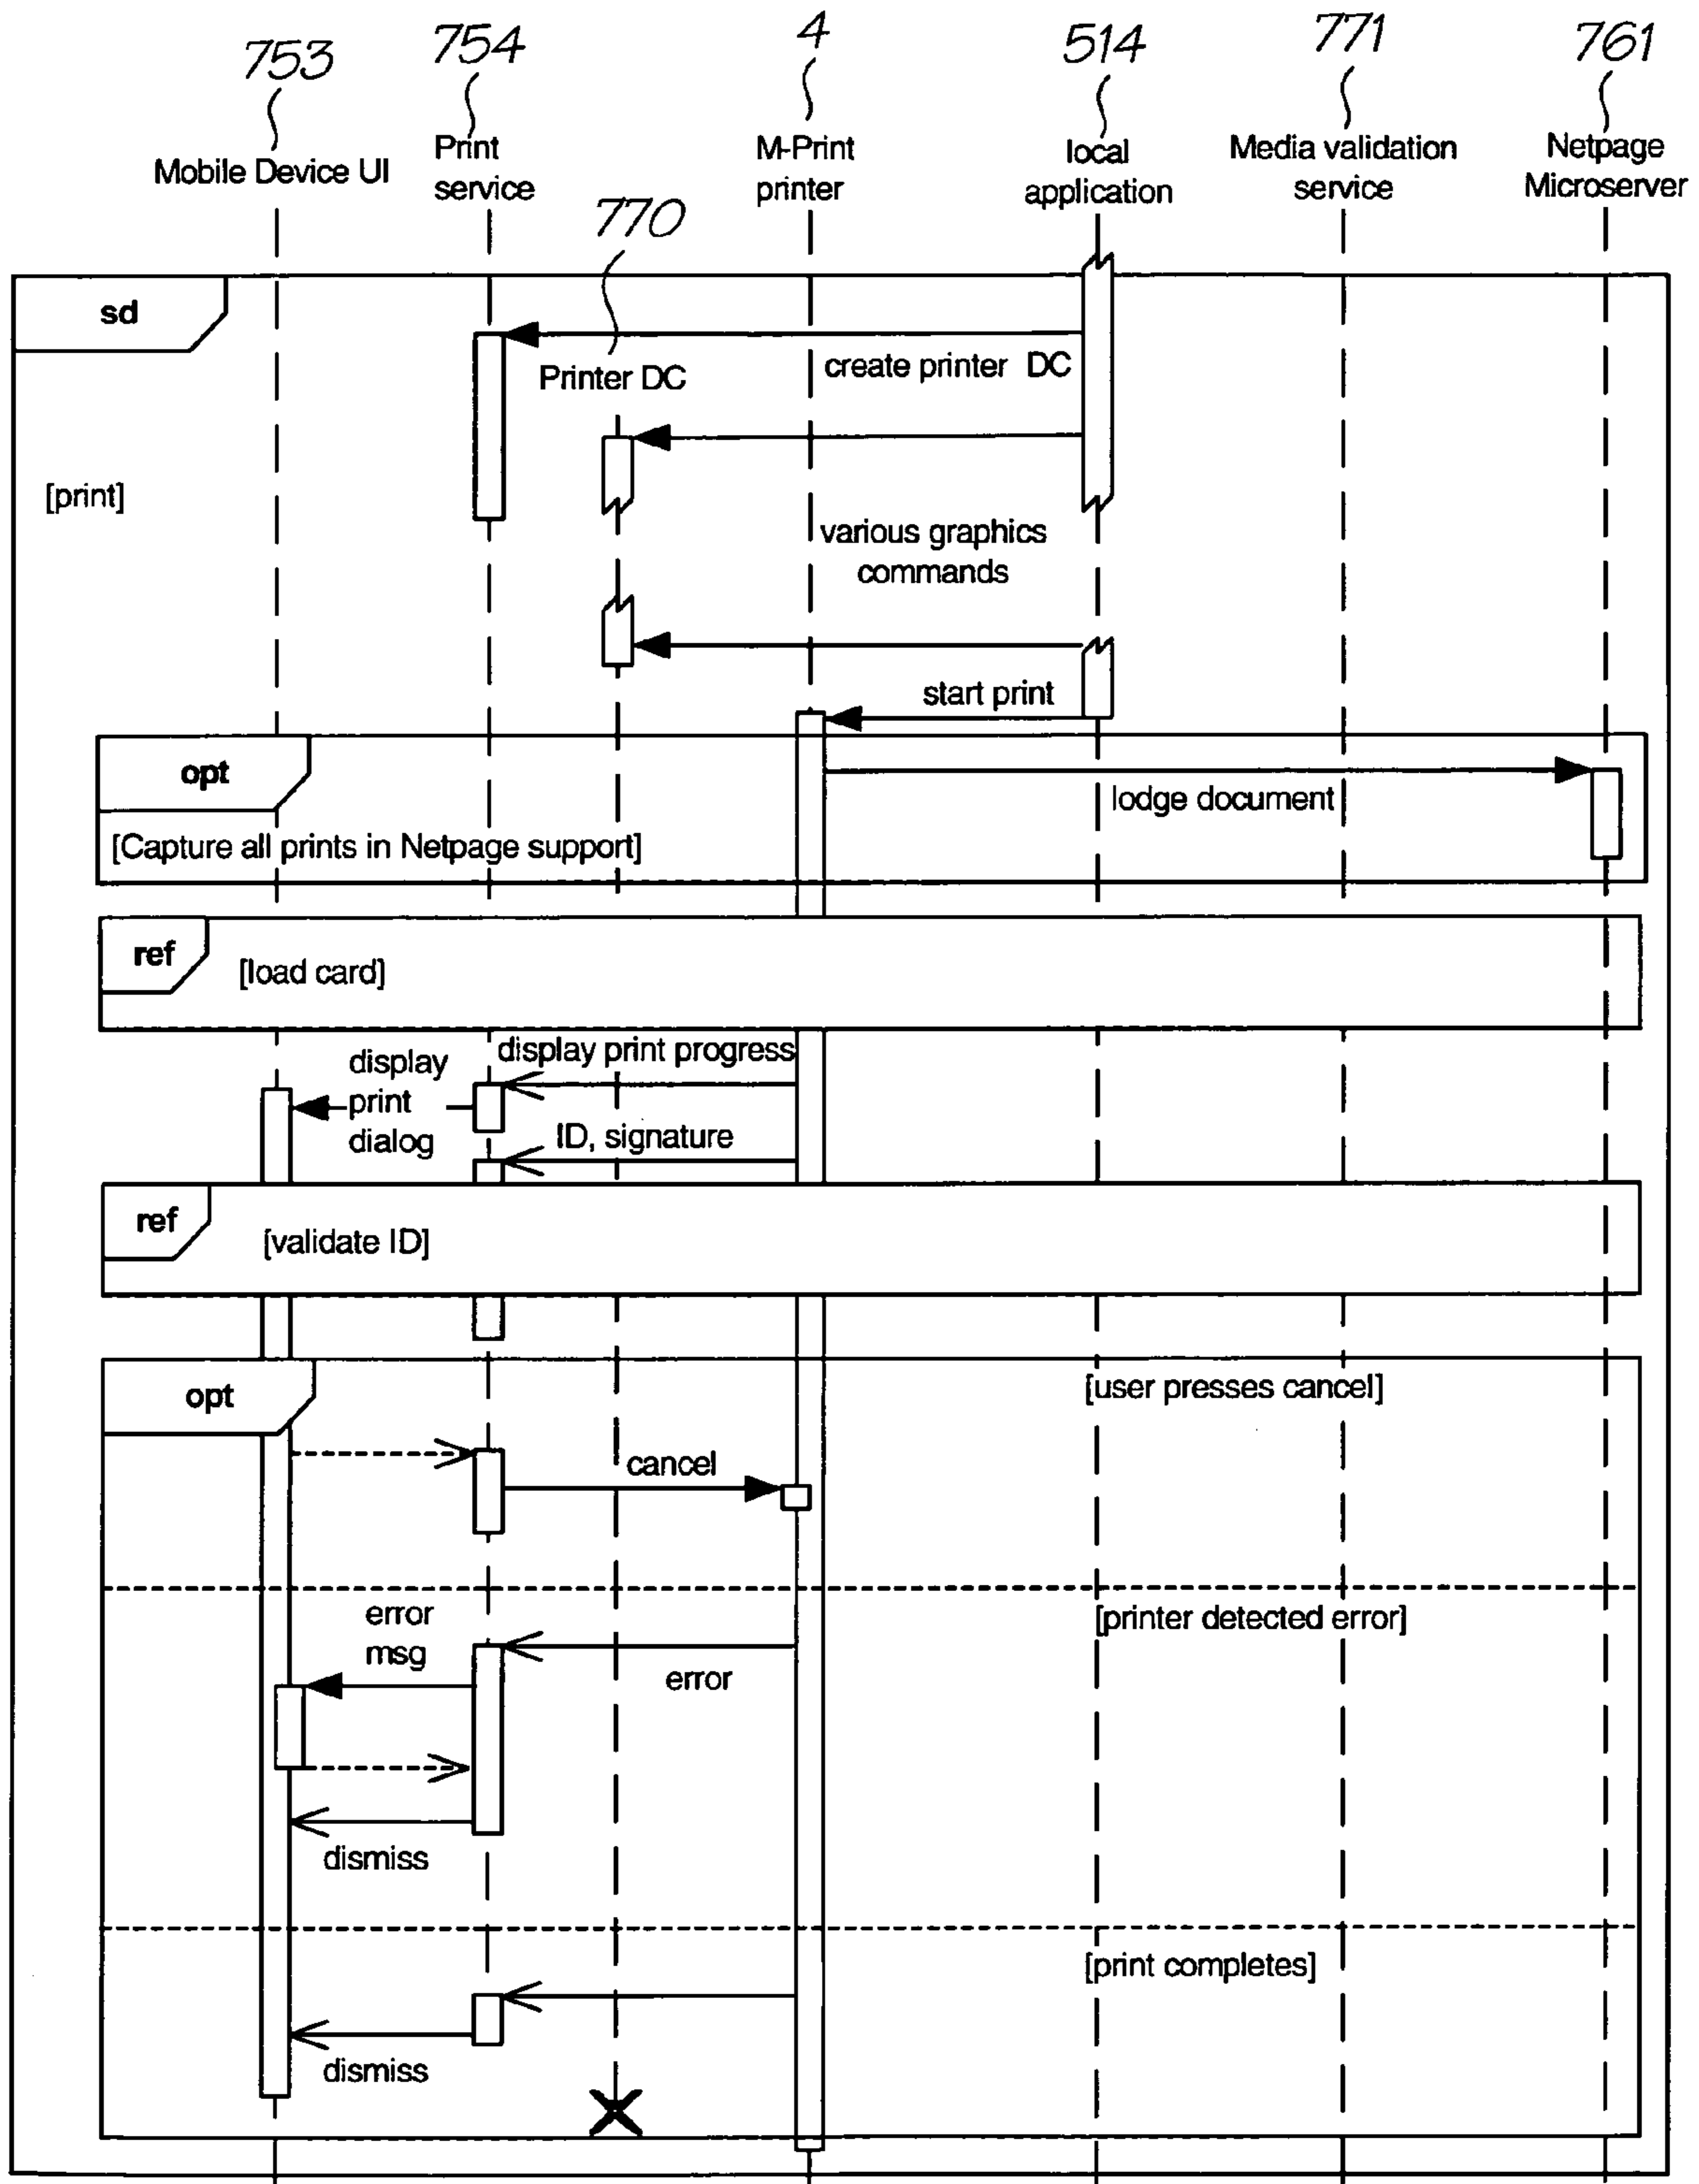 753
754
4
514
771
761
Mobile Device UI
Print
service
M-Print
printer
local
application
Media validation
service
Netpage
Microserver
770
sd
Printer DC
create printer DC
[print]
various graphics
commands
start print
opt
lodge document
[Capture all prints in Netpage support]
ref
[load card]
display print progress
display
print
dialog
ID, signature
ref
[validate ID]
opt
[user presses cancel]
cancel
error
msg
[printer detected error]
error
dismiss
[print completes]
dismiss